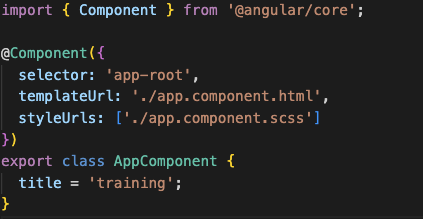 import { Component } from '@angular/core';
@Component({
  selector: 'app-root',
  templateUrl: './app.component.html',
  styleUrls: ['./app.component.scss']
})
export class AppComponent {
  title = 'training';
}